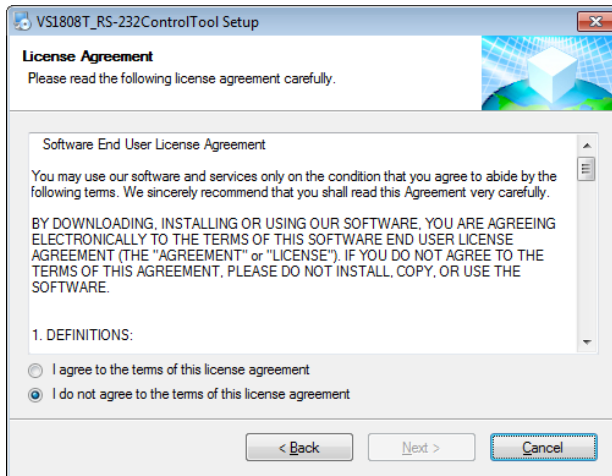 VS1808T_RS-232ControlTool Setup
License Agreement
Please read the following license agreement carefully.
Software End User License Agreement
You may use our software and services only on the condition that you agree to abide by the
following terms. We sincerely recommend that you shall read this Agreement very carefully.
BY DOWNLOADING, INSTALLING OR USING OUR SOFTWARE, YOU ARE AGREEING
ELECTRONICALLY TO THE TERMS OF THIS SOFTWARE END USER LICENSE
AGREEMENT (THE "AGREEMENT" or "LICENSE"). IF YOU DO NOT AGREE TO THE
TERMS OF THIS AGREEMENT, PLEASE DO NOT INSTALL, COPY, OR USE THE
SOFTWARE.
1. DEFINITIONS:
I agree to the terms of this license agreement
I do not agree to the terms of this license agreement
< Back Next > Cancel